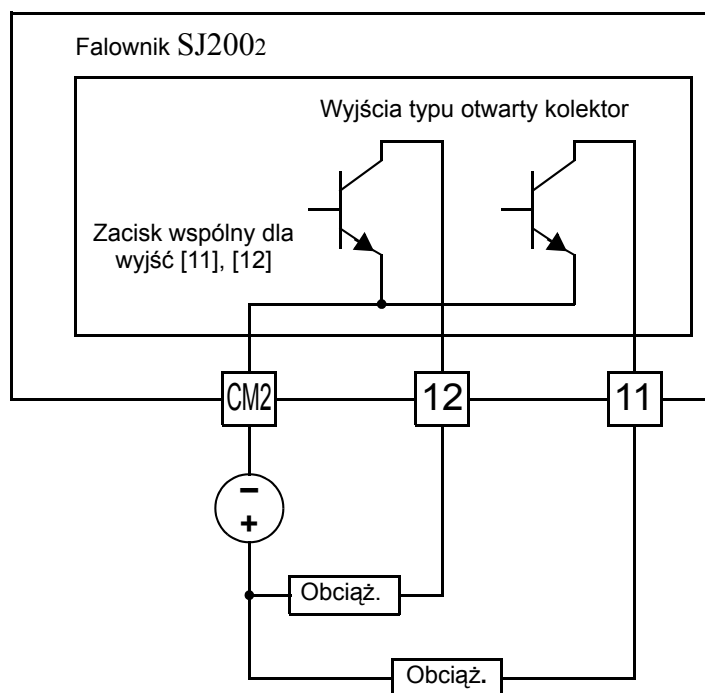 Falownik SJ2002
Wyjścia typu otwarty kolektor
Zacisk wspólny dla
wyjść [11], [12]
CM2
12
11
−
+
Obciąż.
Obciąż.